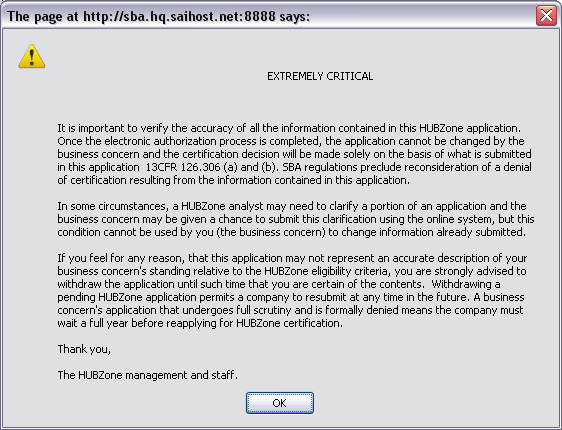 The page at http://sba.hq.saihost.net:8888 says:
EXTREMELY CRITICAL
It is important to verify the accuracy of all the information contained in this HUBZone application.
Once the electronic authorization process is completed, the application cannot be changed by the
business concern and the certification decision will be made solely on the basis of what is submitted
in this application  13CFR 126.306 (a) and (b). SBA regulations preclude reconsideration of a denial
of certification resulting from the information contained in this application.
In some circumstances, a HUBZone analyst may need to clarify a portion of an application and the
business concern may be given a chance to submit this clarification using the online system, but this
condition cannot be used by you (the business concern) to change information already submitted.
If you feel for any reason, that this application may not represent an accurate description of your
business concern's standing relative to the HUBZone eligibility criteria, you are strongly advised to
withdraw the application until such time that you are certain of the contents.  Withdrawing a
pending HUBZone application permits a company to resubmit at any time in the future. A business
concern's application that undergoes full scrutiny and is formally denied means the company must
wait a full year before reapplying for HUBZone certification.
Thank you,
The HUBZone management and staff.
OK